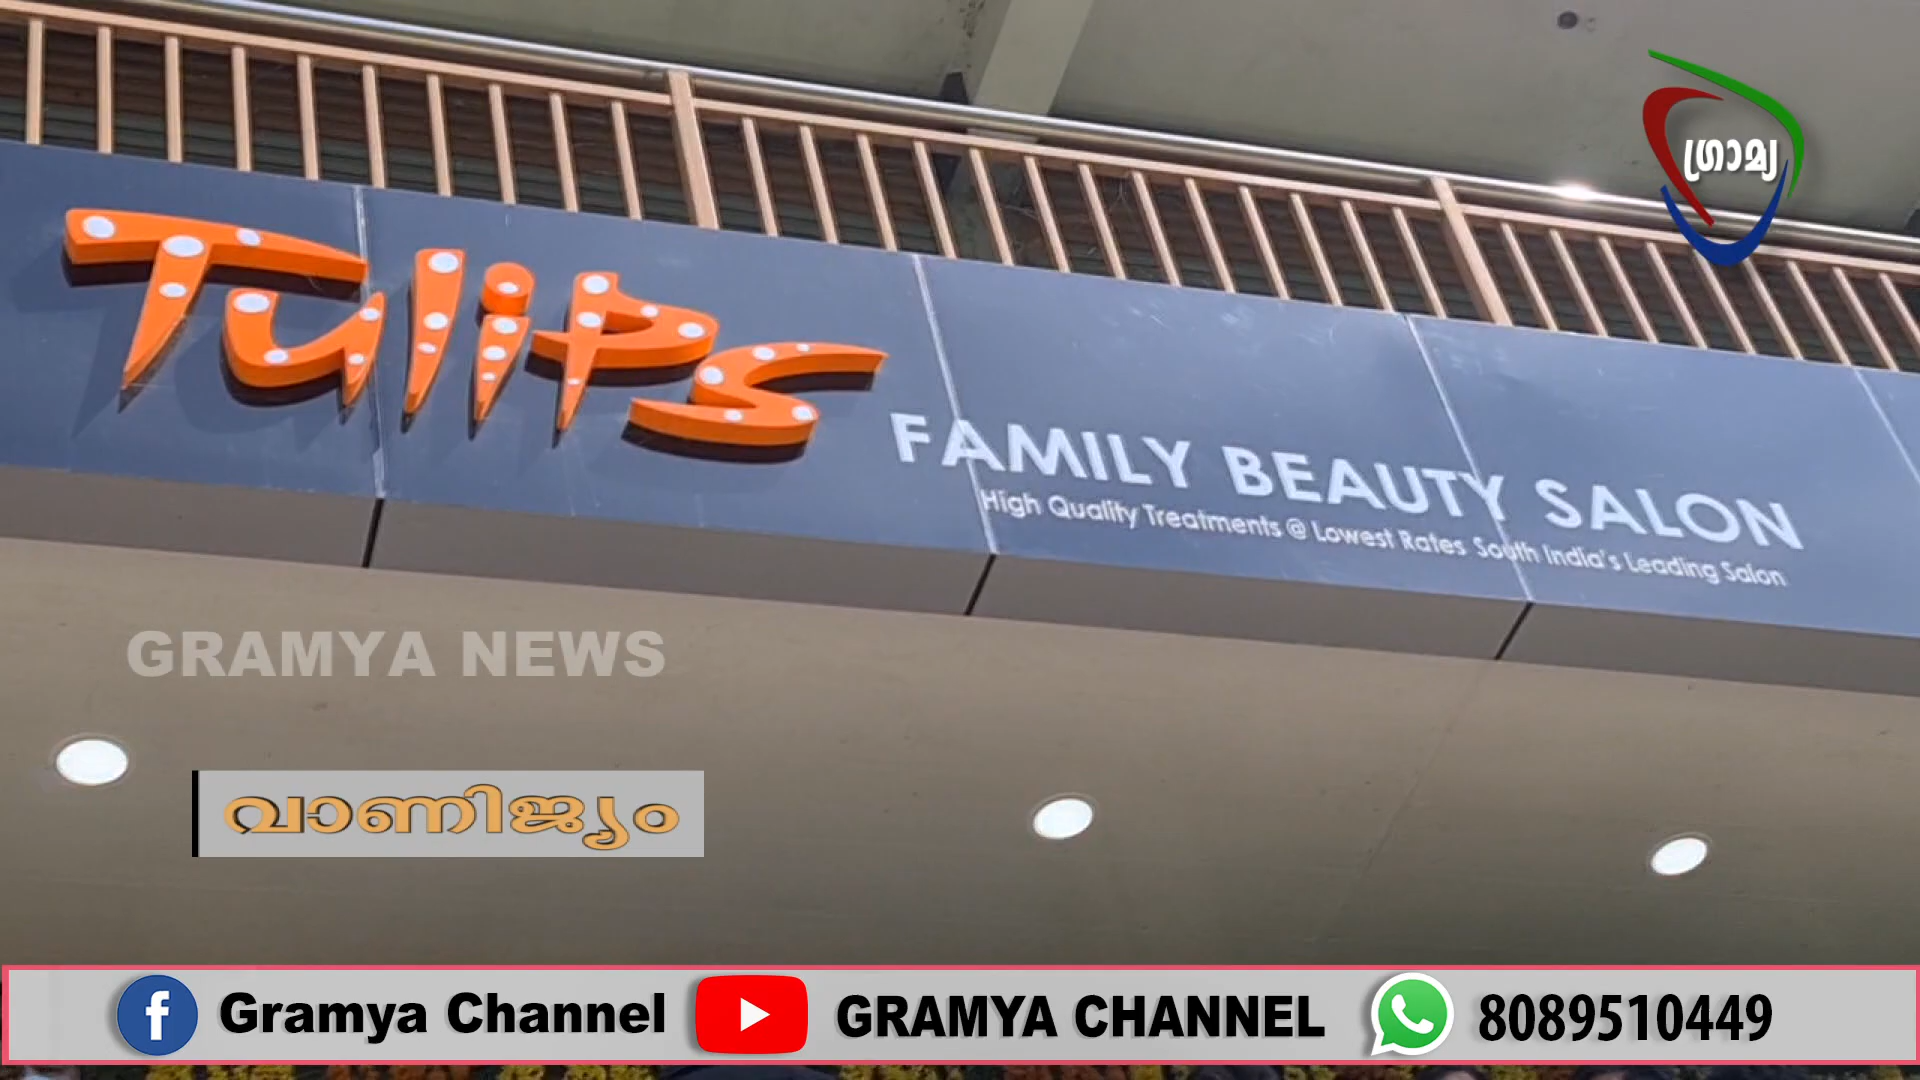 ഗ്രാമ്യ
Tulips
FAMILY BEAUTY SALON
High Quality Treatments @ Lowest Rates South India's Leading Salon
GRAMYA NEWS
വാണിജ്യം
Gramya Channel GRAMYA CHANNEL 8089510449